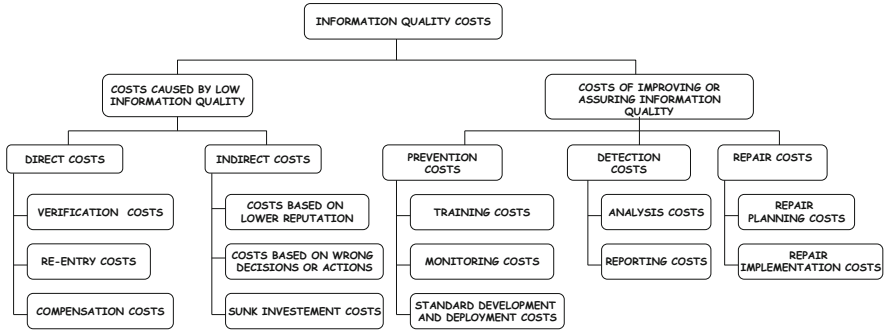 INFORMATION QUALITY COSTS
COSTS CAUSED BY LOW
INFORMATION QUALITY
COSTS OF IMPROVING OR
ASSURING INFORMATION
QUALITY
DIRECT COSTS
INDIRECT COSTS
PREVENTION
COSTS
DETECTION
COSTS
REPAIR COSTS
VERIFICATION COSTS
COSTS BASED ON
LOWER REPUTATION
TRAINING COSTS
ANALYSIS COSTS
REPAIR
PLANNING COSTS
RE-ENTRY COSTS
COSTS BASED ON WRONG
DECISIONS OR ACTIONS
MONITORING COSTS
REPORTING COSTS
REPAIR
IMPLEMENTATION COSTS
COMPENSATION COSTS
SUNK INVESTEMENT COSTS
STANDARD DEVELOPMENT
AND DEPLOYMENT COSTS